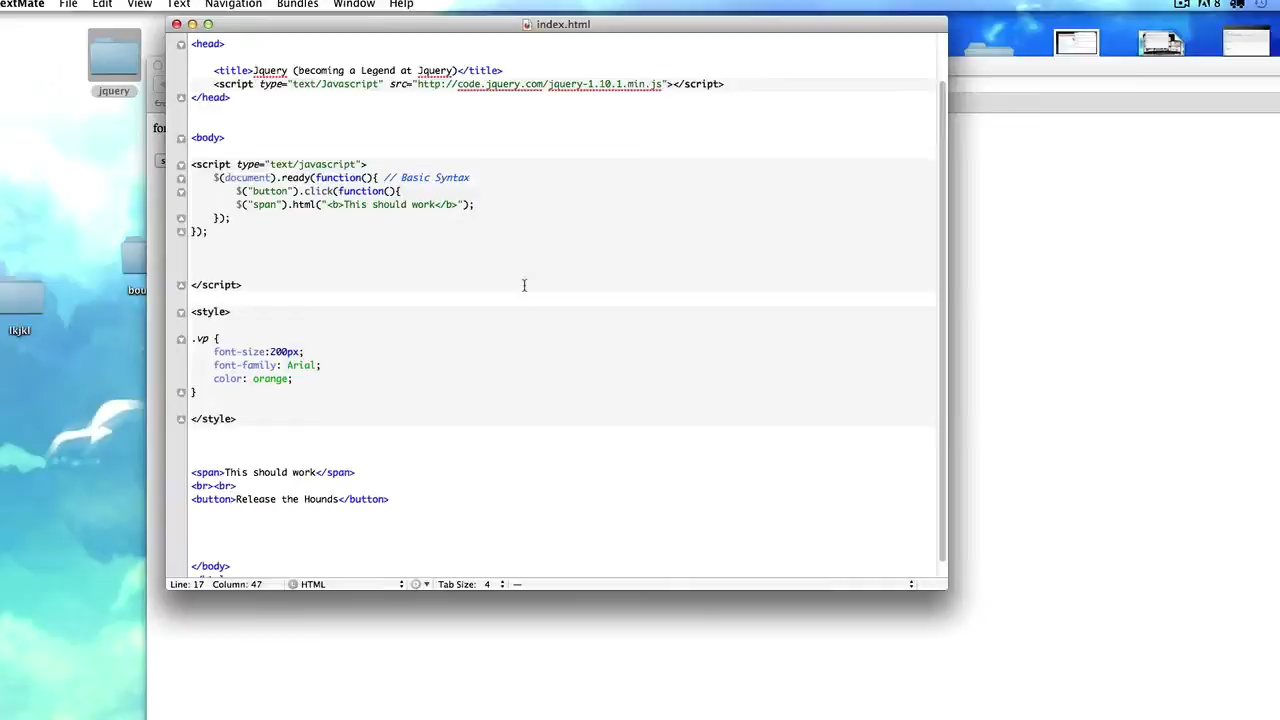 extMate File Edit View Text Navigation Bundles Window Help
index.html
jquery
<head>
<title>Jquery (becoming a Legend at Jquery)</title>
<script type="text/Javascript" src="http://code.jquery.com/jquery-1.10.1.min.js"></script>
</head>
<body>
<script type="text/javascript">
$(document).ready(function(){ // Basic Syntax
$("button").click(function(){
$("span").html("<b>This should work</b>");
});
});
</script>
<style>
.vp {
font-size:200px;
font-family: Arial;
color: orange;
}
</style>
<span>This should work</span>
<br><br>
<button>Release the Hounds</button>
</body>
Line: 17 Column: 47 HTML Tab Size: 4 —
for
bou
lkjkl